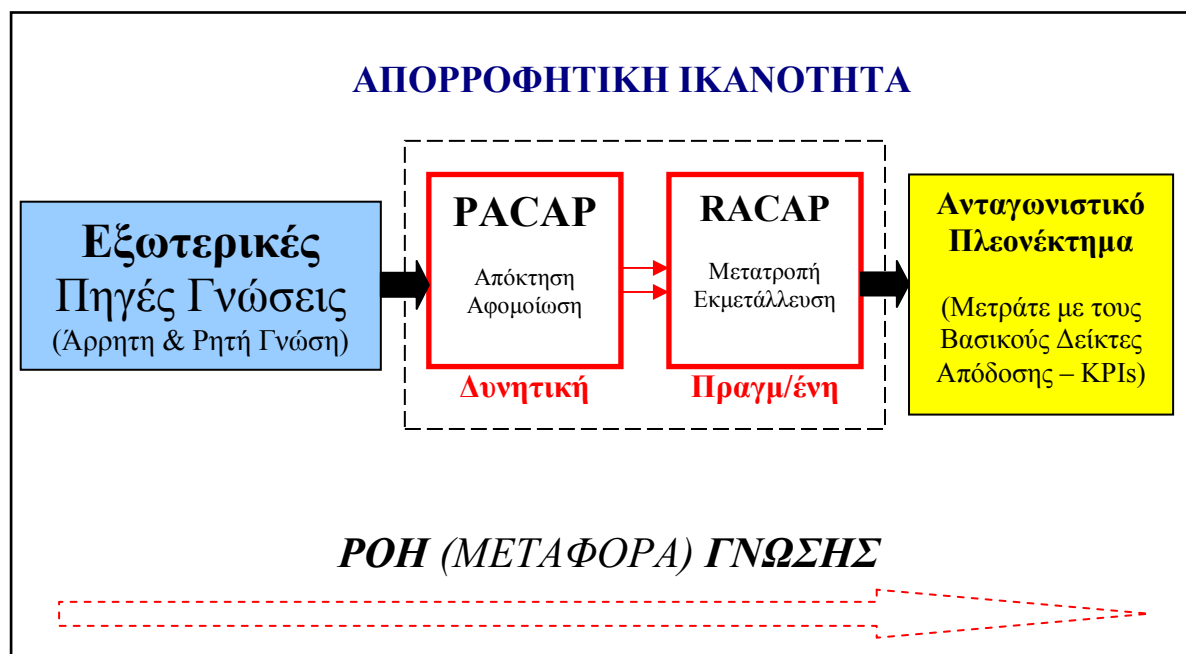 ΑΠΟΡΡΟΦΗΤΙΚΗ ΙΚΑΝΟΤΗΤΑ
Εξωτερικές
Πηγές Γνώσεις
(Άρρητη & Ρητή Γνώση)
PACAP
Απόκτηση
Αφομοίωση
Δυνητική
RACAP
Μετατροπή
Εκμετάλλευση
Πραγμ/ένη
Ανταγωνιστικό
Πλεονέκτημα
(Μετράτε με τους
Βασικούς Δείκτες
Απόδοσης – KPIs)
ΡΟΗ (ΜΕΤΑΦΟΡΑ) ΓΝΩΣΗΣ